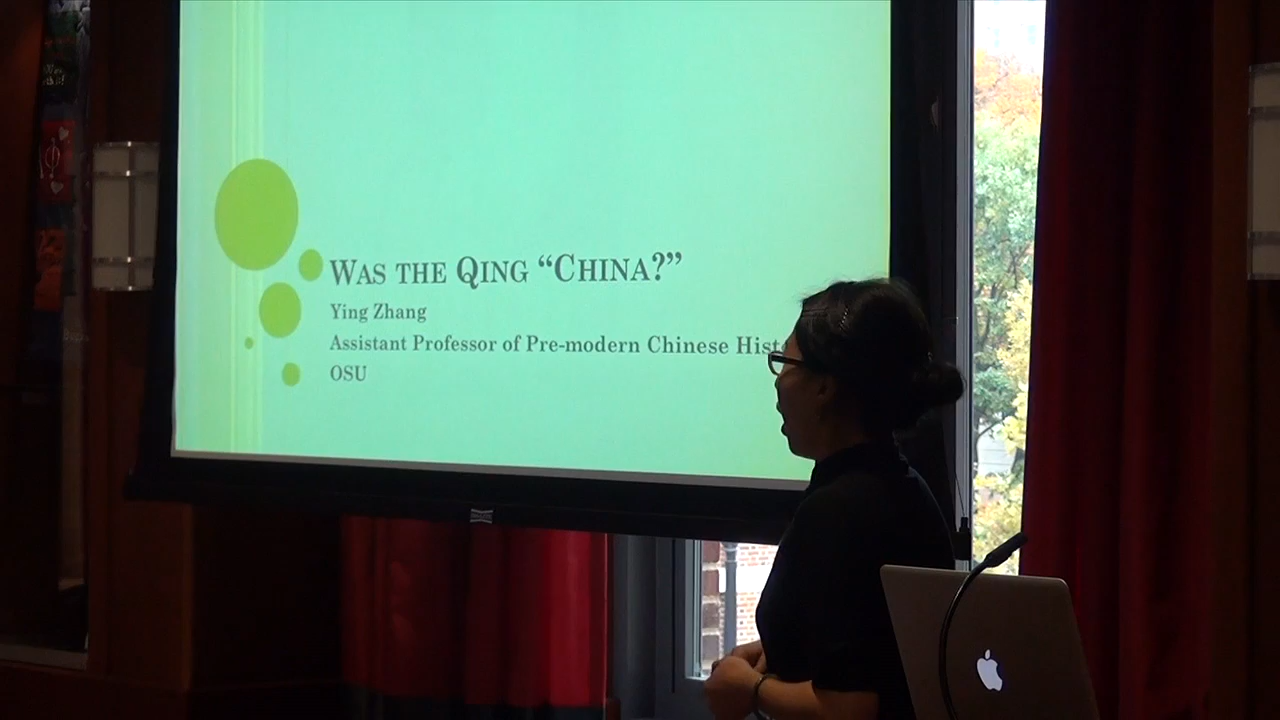 WAS THE QING “CHINA?”
Ying Zhang
Assistant Professor of Pre-modern Chinese Hist
OSU